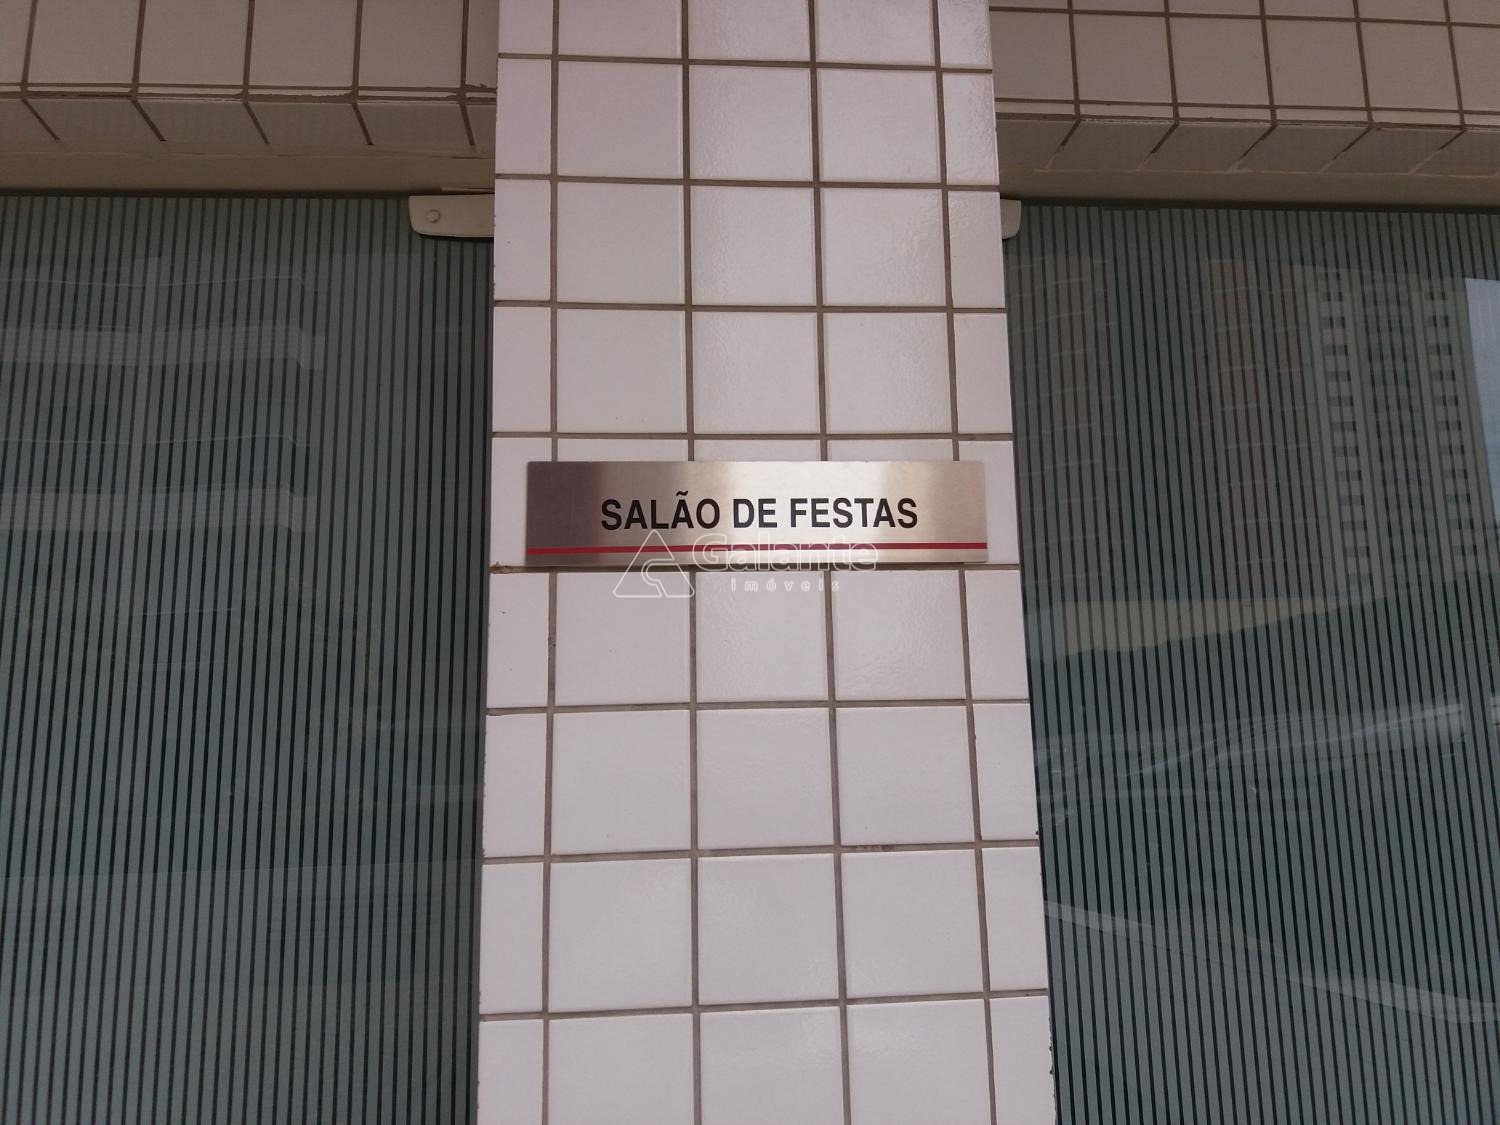 SALÃO DE FESTAS
Galante
imóveis